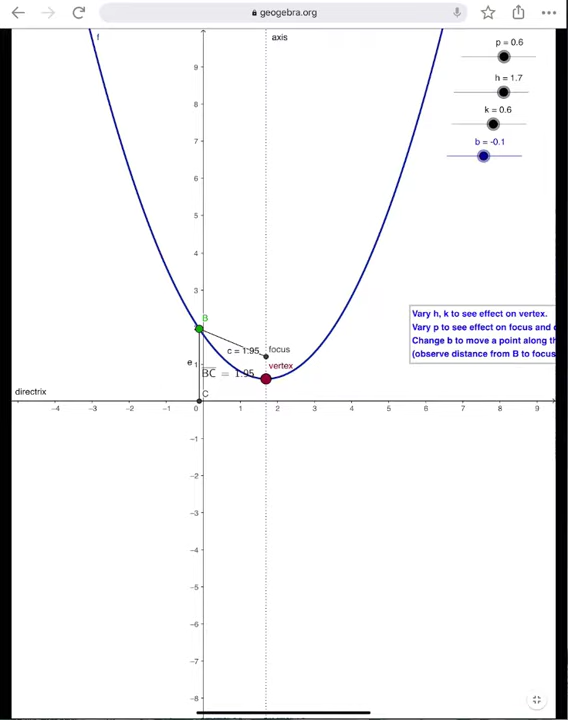 geogebra.org
f
axis
p = 0.6
h = 1.7
k = 0.6
b = -0.1
9
8
7
6
5
4
3
B
c = 1.95
focus
e
1
vertex
BC = 1.95
C
directrix
−4 −3 −2 −1 0 1 2 3 4 5 6 7 8 9
−1
−2
−3
−4
−5
−6
−7
−8
Vary h, k to see effect on vertex.
Vary p to see effect on focus and
Change b to move a point along
(observe distance from B to focus